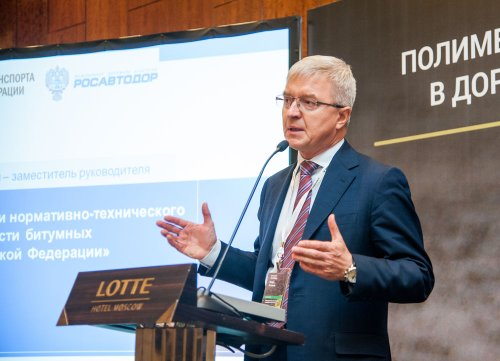 НСПОРТА
РАЦИИ
РОСАВТОДОР
– заместитель руководителя
и нормативно-технического
сти битумных
кой Федерации»
ПОЛИМЕ
В ДОР
LOTTE
HOTEL MOSCOW